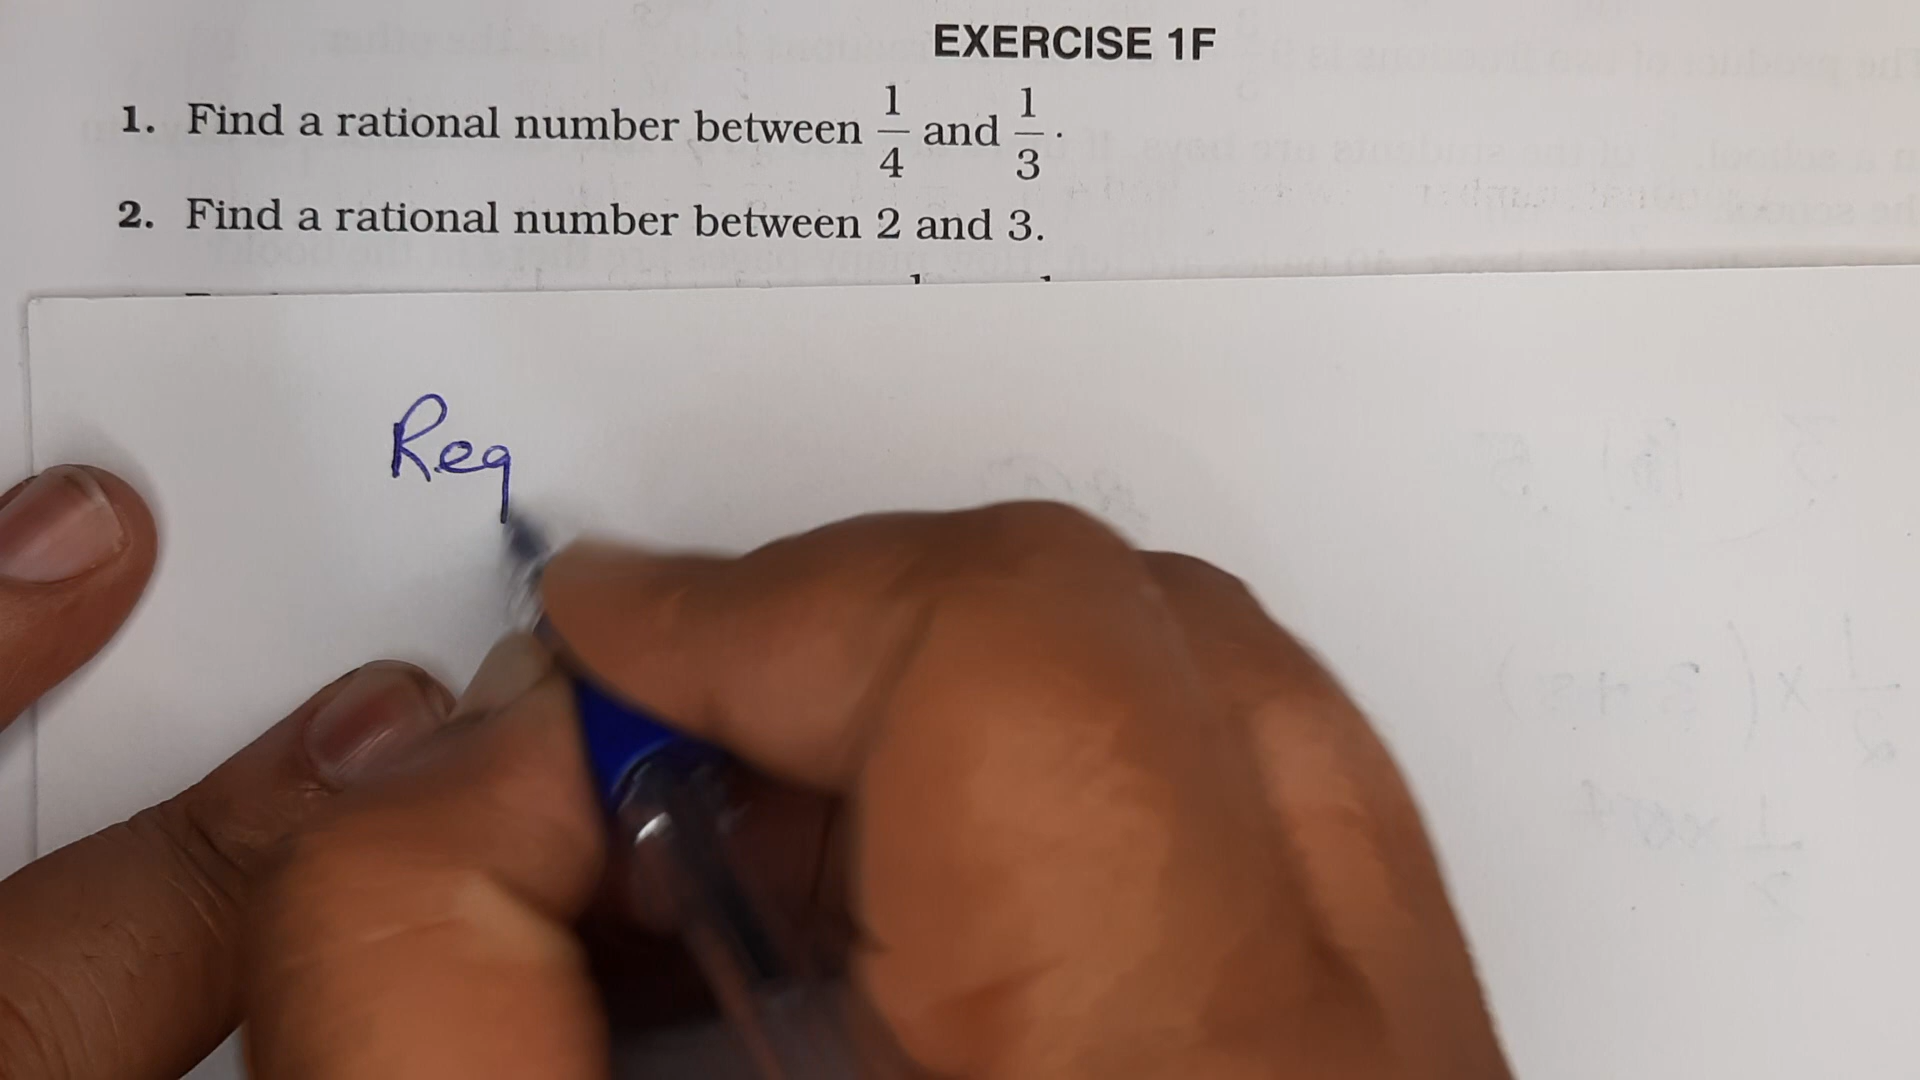 EXERCISE 1F
1. Find a rational number between 1/4 and 1/3.
2. Find a rational number between 2 and 3.
Req